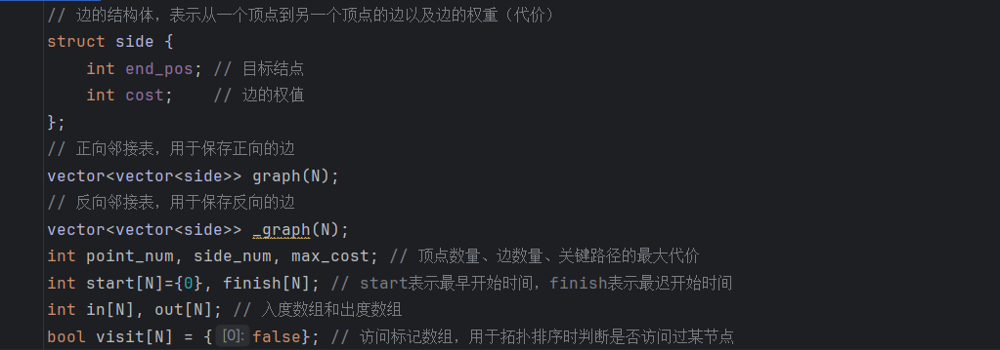 // 边的结构体，表示从一个顶点到另一个顶点的边以及边的权重（代价）
struct side {
    int end_pos; // 目标结点
    int cost;    // 边的权值
};
// 正向邻接表，用于保存正向的边
vector<vector<side>> graph(N);
// 反向邻接表，用于保存反向的边
vector<vector<side>> _graph(N);
int point_num, side_num, max_cost; // 顶点数量、边数量、关键路径的最大代价
int start[N]={0}, finish[N]; // start表示最早开始时间，finish表示最迟开始时间
int in[N], out[N]; // 入度数组和出度数组
bool visit[N] = {[0]: false}; // 访问标记数组，用于拓扑排序时判断是否访问过某节点